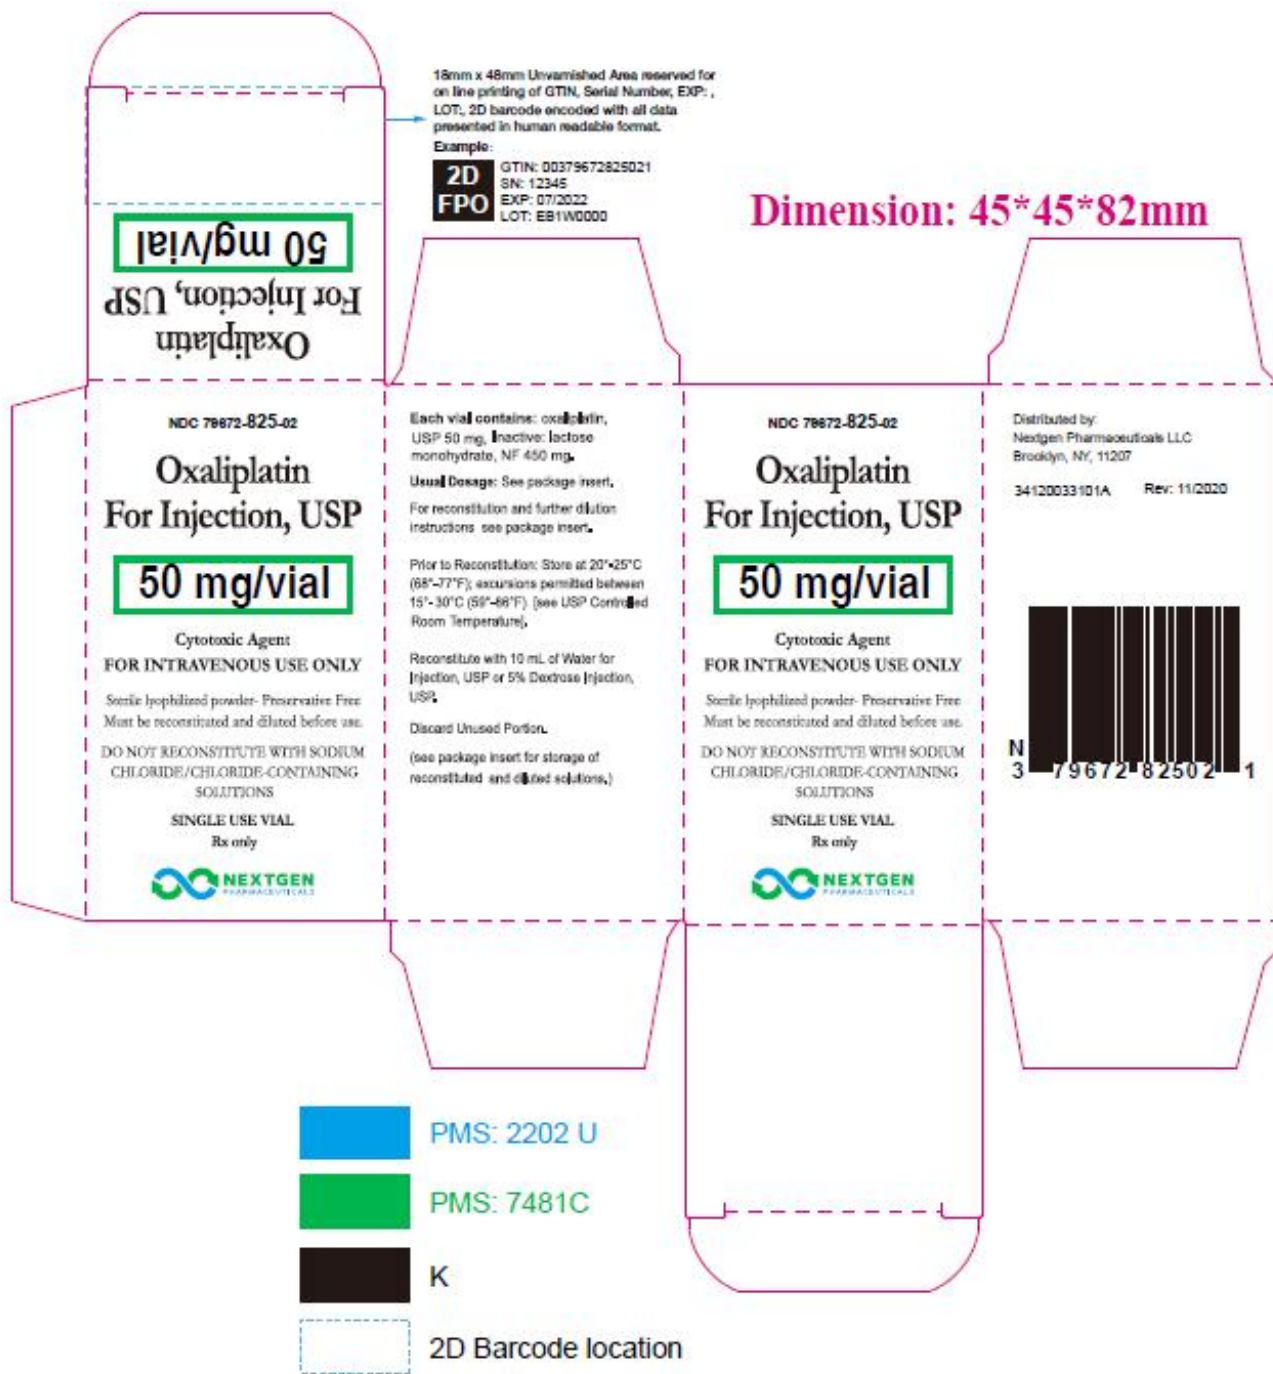 18mm x 48mm Unvarnished Area reserved for
on line printing of GTIN, Serial Number, EXP: ,
LOT:, 2D barcode encoded with all data
presented in human readable format.
Example:
2D
FPO
GTIN: 00379672825021
SN: 12345
EXP: 07/2022
LOT: EB1W0000
Dimension: 45*45*82mm
Oxaliplatin
For Injection, USP
50 mg/vial
NDC 79672-825-02
Oxaliplatin
For Injection, USP
50 mg/vial
Cytotoxic Agent
FOR INTRAVENOUS USE ONLY
Sterile lyophilized powder- Preservative Free
Must be reconstituted and diluted before use.
DO NOT RECONSTITUTE WITH SODIUM
CHLORIDE/CHLORIDE-CONTAINING
SOLUTIONS
SINGLE USE VIAL
Rx only
NEXTGEN
PHARMACEUTICALS
Each vial contains: oxaliplatin,
USP 50 mg, Inactive: lactose
monohydrate, NF 450 mg.
Usual Dosage: See package insert.
For reconstitution and further dilution
instructions see package insert.
Prior to Reconstitution: Store at 20°-25°C
(68°-77°F); excursions permitted between
15°-30°C (59°-86°F) [see USP Controlled
Room Temperature].
Reconstitute with 10 mL of Water for
Injection, USP or 5% Dextrose Injection,
USP.
Discard Unused Portion.
(see package insert for storage of
reconstituted and diluted solutions.)
NDC 79672-825-02
Oxaliplatin
For Injection, USP
50 mg/vial
Cytotoxic Agent
FOR INTRAVENOUS USE ONLY
Sterile lyophilized powder- Preservative Free
Must be reconstituted and diluted before use.
DO NOT RECONSTITUTE WITH SODIUM
CHLORIDE/CHLORIDE-CONTAINING
SOLUTIONS
SINGLE USE VIAL
Rx only
NEXTGEN
PHARMACEUTICALS
Distributed by:
Nextgen Pharmaceuticals LLC
Brooklyn, NY, 11207
34120033101A Rev: 11/2020
N
3 79672 82502 1
PMS: 2202 U
PMS: 7481C
K
2D Barcode location